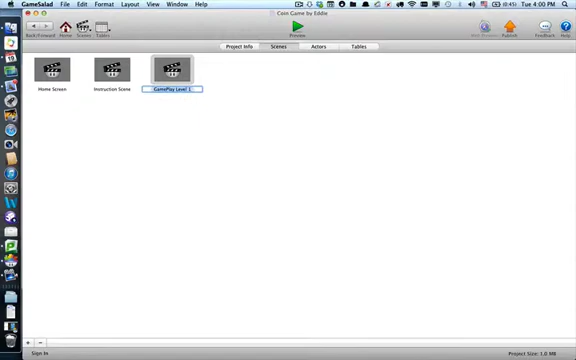 GameSalad File Edit Format Layout View Window Help (0:45) Tue 4:00 PM
Coin Game by Eddie
Back/Forward Home Scenes Tables Preview Publish Feedback Help
Project Info Scenes Actors Tables
Home Screen Instruction Scene GamePlay Level 1
+ −
Sign In Project Size: 1.0 MB